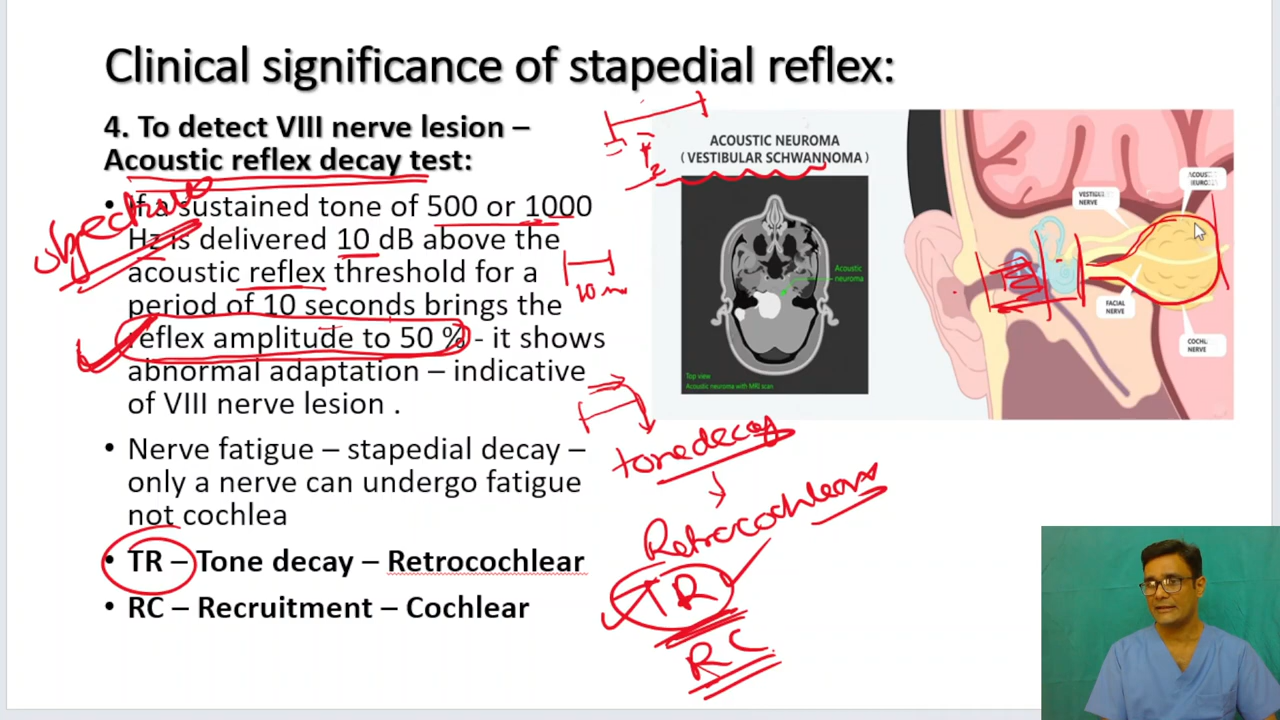 Clinical significance of stapedial reflex:
4. To detect VIII nerve lesion –
Acoustic reflex decay test:
• If a sustained tone of 500 or 1000
Hz is delivered 10 dB above the
acoustic reflex threshold for a
period of 10 seconds brings the
reflex amplitude to 50 % - it shows
abnormal adaptation – indicative
of VIII nerve lesion .
• Nerve fatigue – stapedial decay –
only a nerve can undergo fatigue
not cochlea
• TR – Tone decay – Retrocochlear
• RC – Recruitment – Cochlear
objective
ACOUSTIC NEUROMA
(VESTIBULAR SCHWANNOMA)
Acoustic
neuroma
Top view
Acoustic neuroma with MRI scan
NERVE
FACIAL
NERVE
NERVE
10
tone decay
Retrocochlear
TR
RC